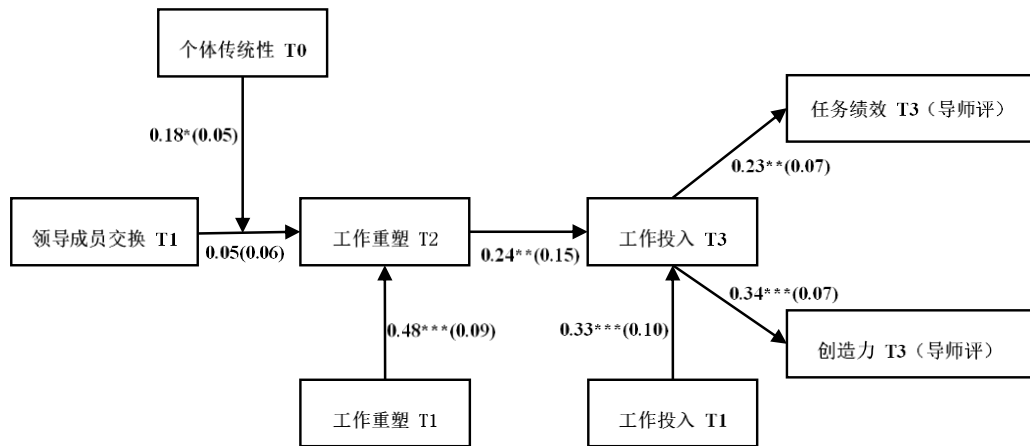 个体传统性 T0
任务绩效 T3（导师评）
0.18*(0.05)
0.23**(0.07)
领导成员交换 T1
0.05(0.06)
工作重塑 T2
0.24**(0.15)
工作投入 T3
0.34***(0.07)
0.48***(0.09)
0.33***(0.10)
创造力 T3（导师评）
工作重塑 T1
工作投入 T1